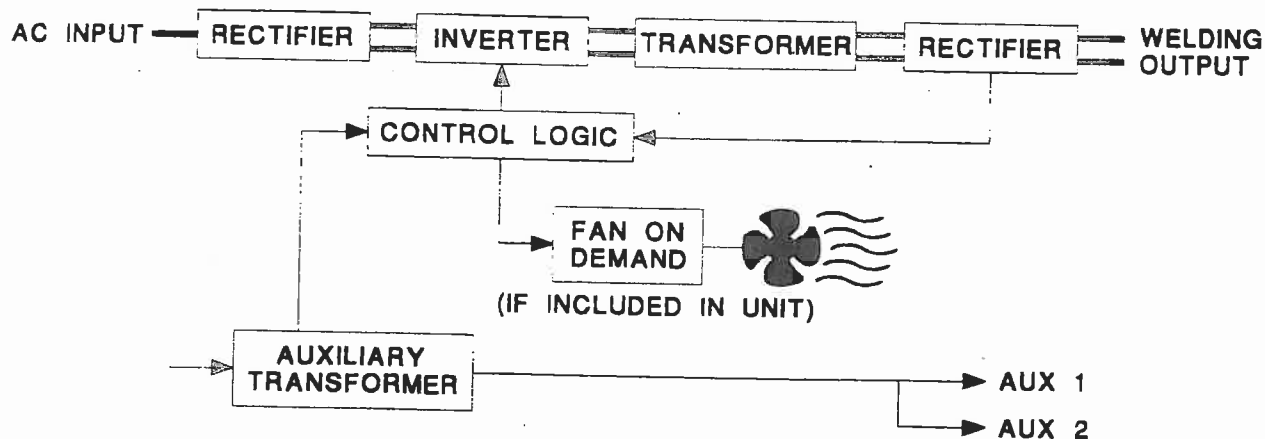 AC INPUT
RECTIFIER
INVERTER
TRANSFORMER
RECTIFIER
WELDING
OUTPUT
CONTROL LOGIC
FAN ON
DEMAND
(IF INCLUDED IN UNIT)
AUXILIARY
TRANSFORMER
AUX 1
AUX 2